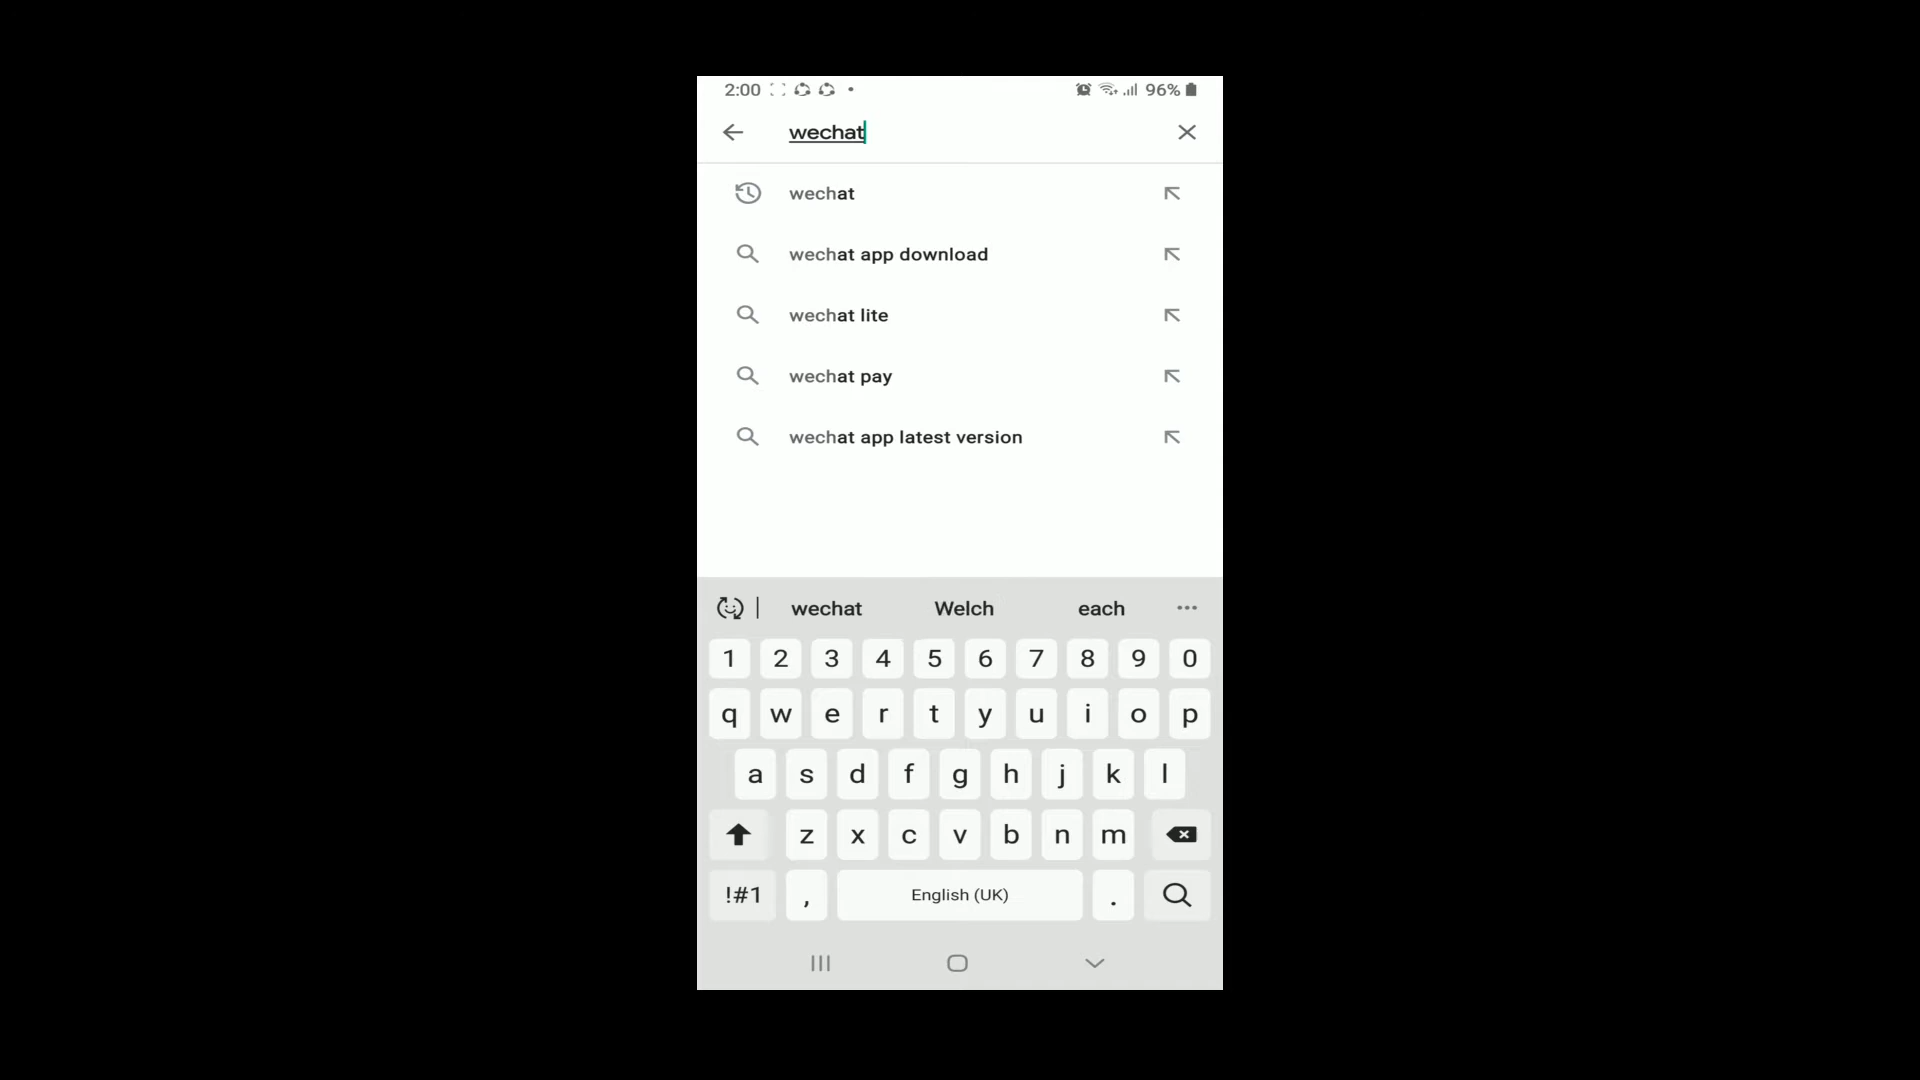 2:00 96%
wechat
wechat
wechat app download
wechat lite
wechat pay
wechat app latest version
wechat Welch each
1 2 3 4 5 6 7 8 9 0
q w e r t y u i o p
a s d f g h j k l
z x c v b n m
!#1 , English (UK) .